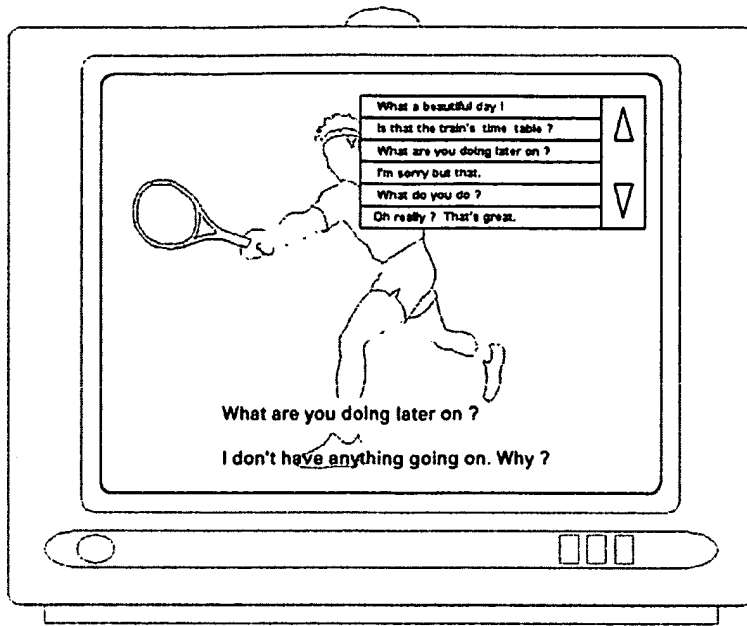 What a beautiful day !
Is that the train's time table ?
What are you doing later on ?
I'm sorry but that.
What do you do ?
Oh really ? That's great.
What are you doing later on ?
I don't have anything going on. Why ?